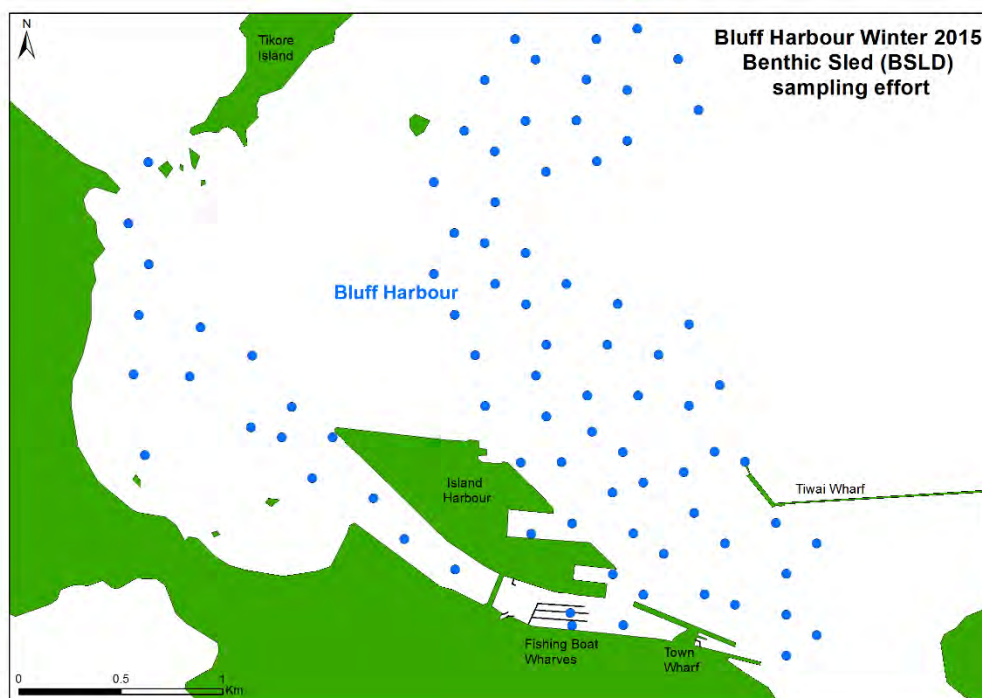 N
Tikore
Island
Bluff Harbour Winter 2015
Benthic Sled (BSLD)
sampling effort
Bluff Harbour
Island
Harbour
Tiwai Wharf
Fishing Boat
Wharves
Town
Wharf
0 0.5 1
Km